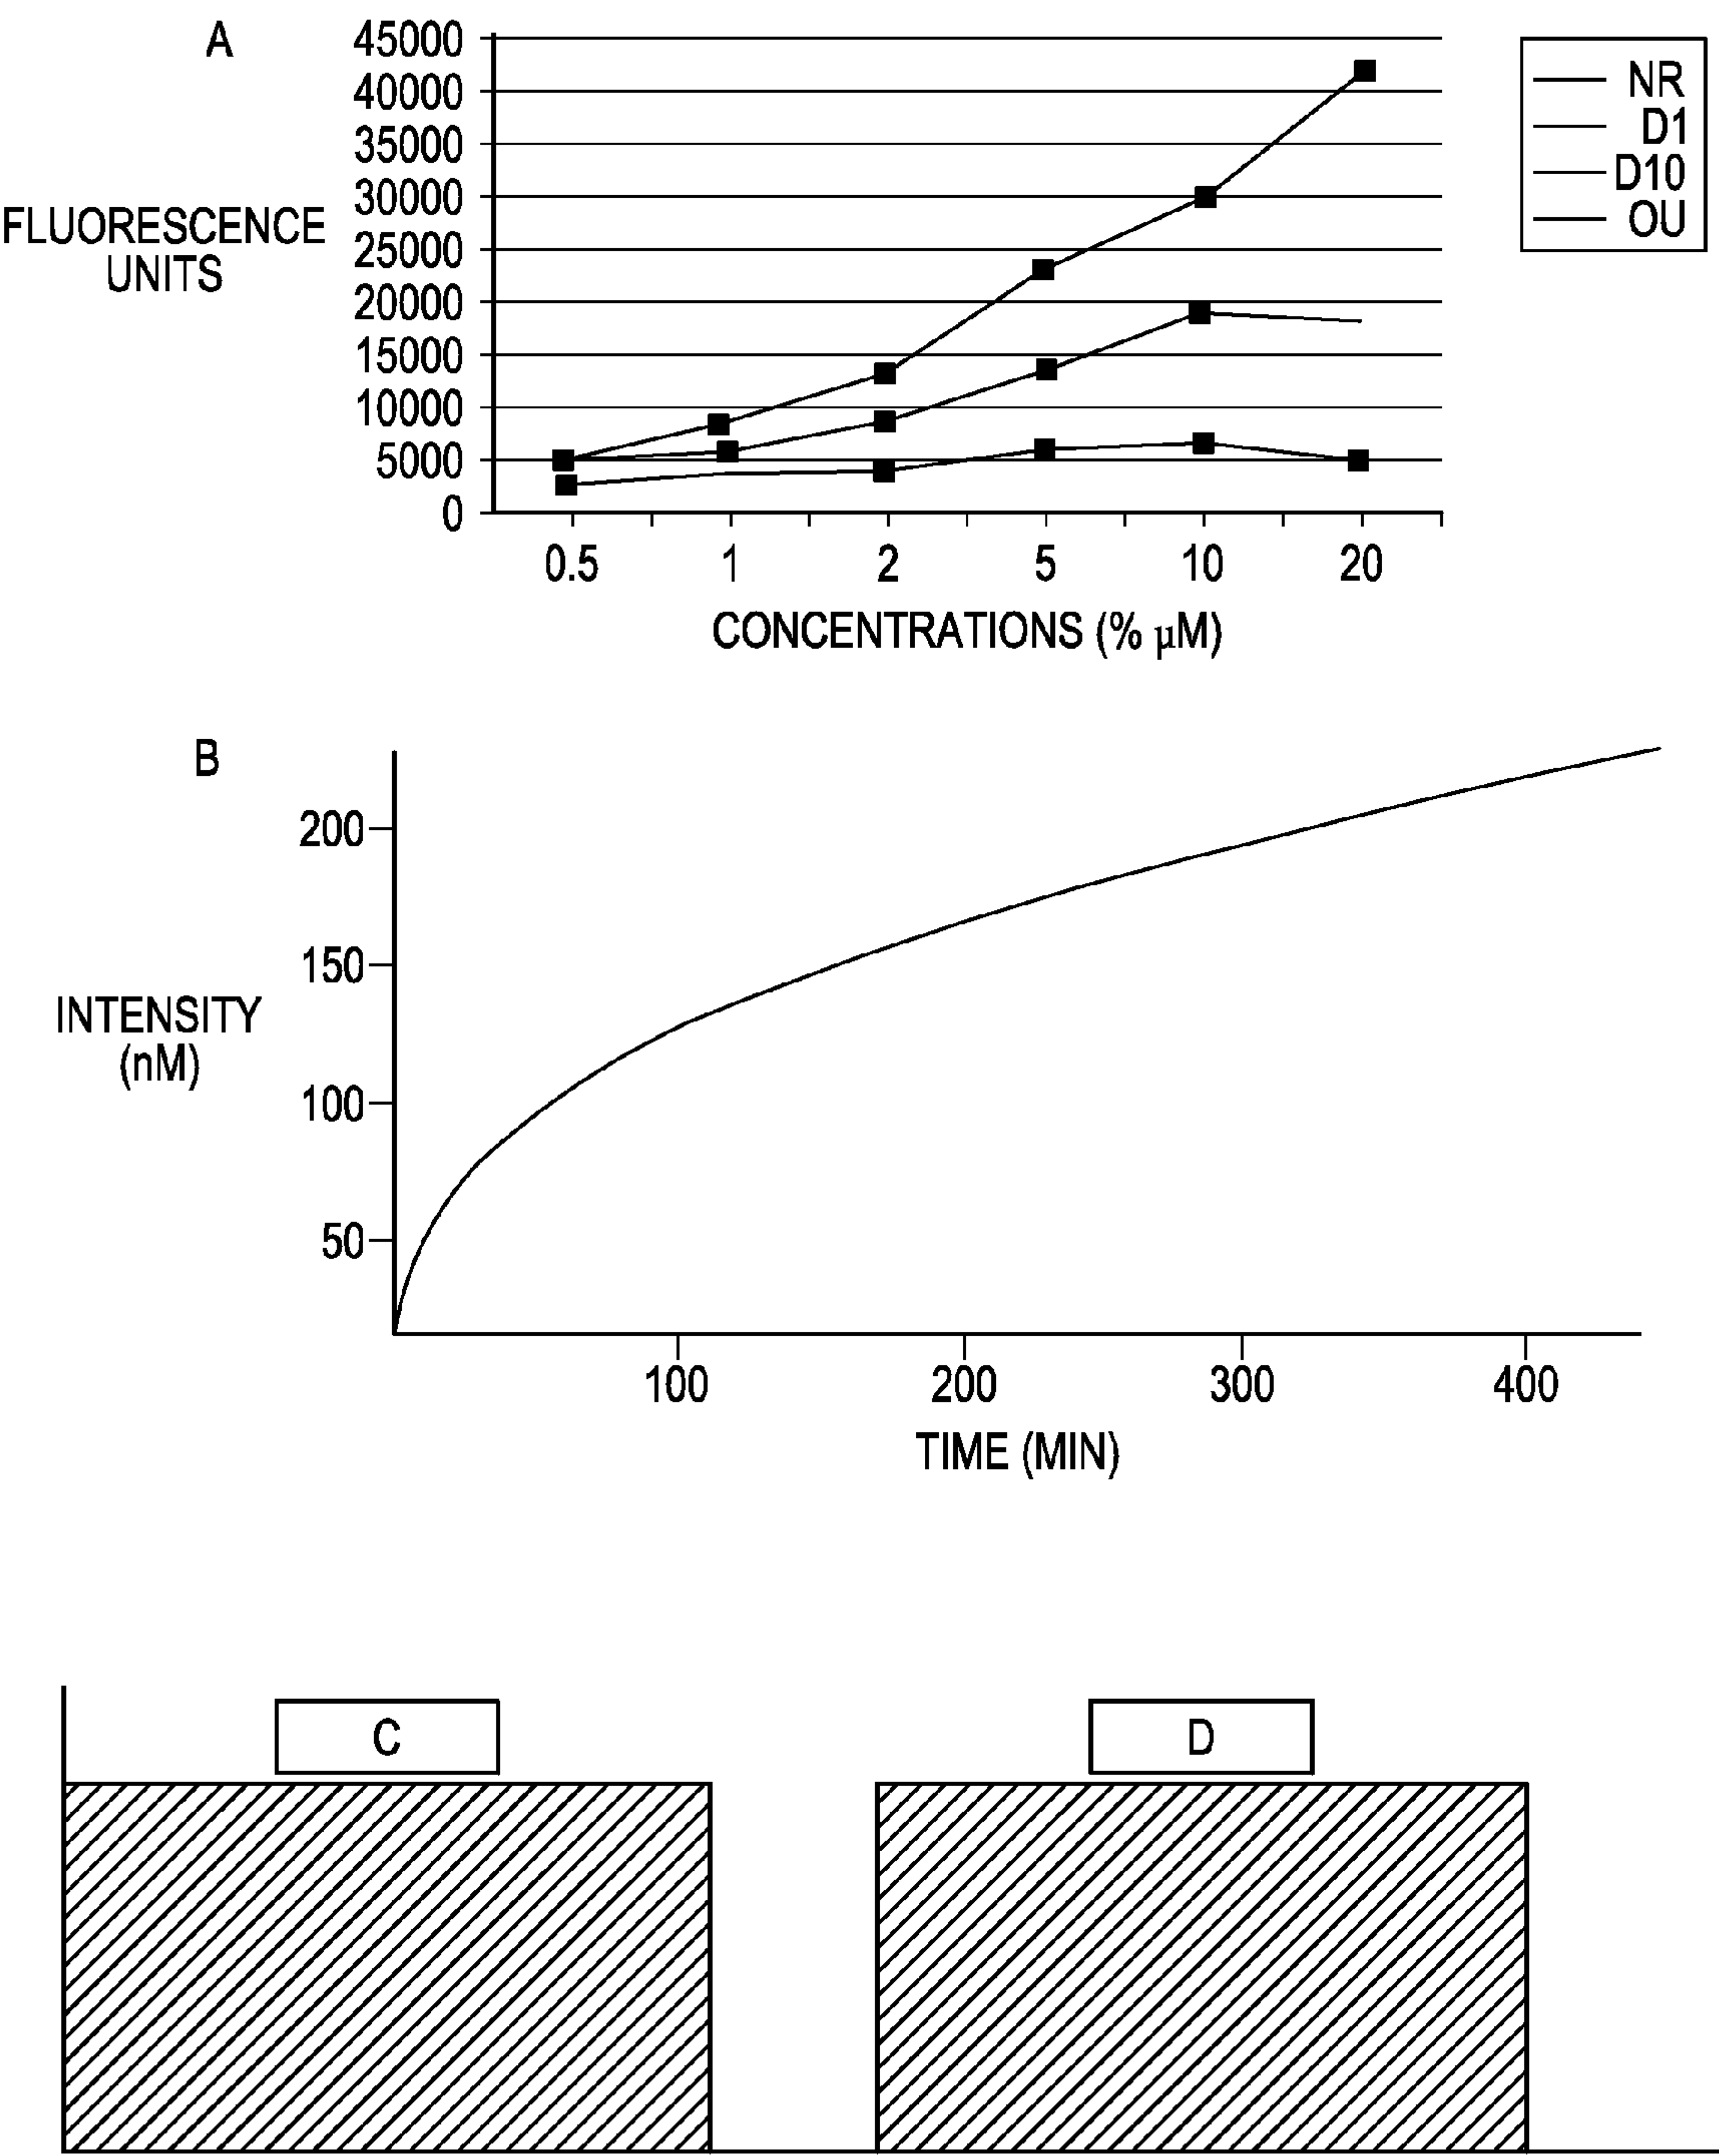 A
45000
40000
35000
30000
25000
20000
15000
10000
5000
0
FLUORESCENCE
UNITS
0.5 1 2 5 10 20
CONCENTRATIONS (% μM)
NR
D1
D10
OU
B
200
150
100
50
INTENSITY
(nM)
100 200 300 400
TIME (MIN)
C
D